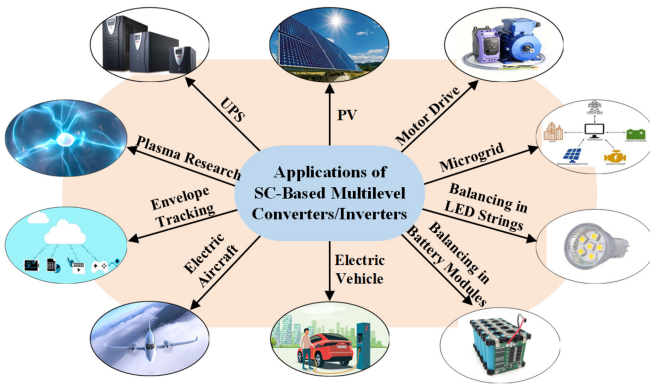 UPS
PV
Motor Drive
Plasma Research
Microgrid
Applications of
SC-Based Multilevel
Converters/Inverters
Envelope
Tracking
Balancing in
LED Strings
Electric
Aircraft
Electric
Vehicle
Balancing in
Battery Modules